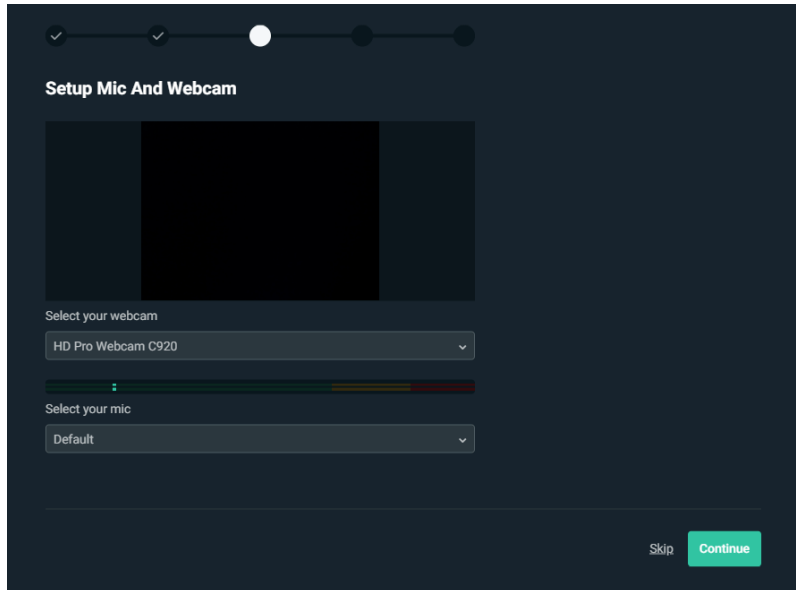 Setup Mic And Webcam
Select your webcam
HD Pro Webcam C920
Select your mic
Default
Skip
Continue